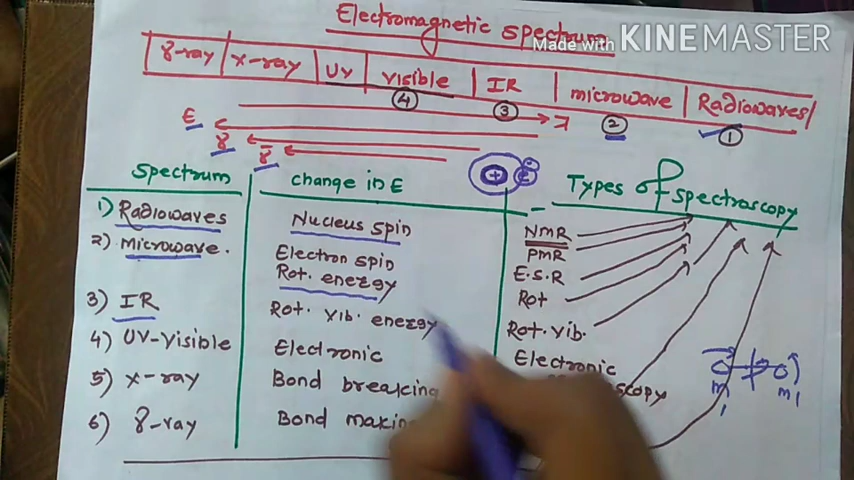 Electromagnetic spectrum
Made with KINEMASTER
γ-ray x-ray UV visible IR microwave Radiowaves
④ ③ ② ①
E λ
ν
ν̄
Spectrum change in E Types of spectroscopy
1) Radiowaves Nucleus spin NMR
PMR
2) Microwave. Electron spin E.S.R
Rot. energy Rot
3) IR Rot. vib. energy Rot. vib.
4) UV-visible Electronic Electronic
5) x-ray Bond breaking
6) γ-ray Bond
m m